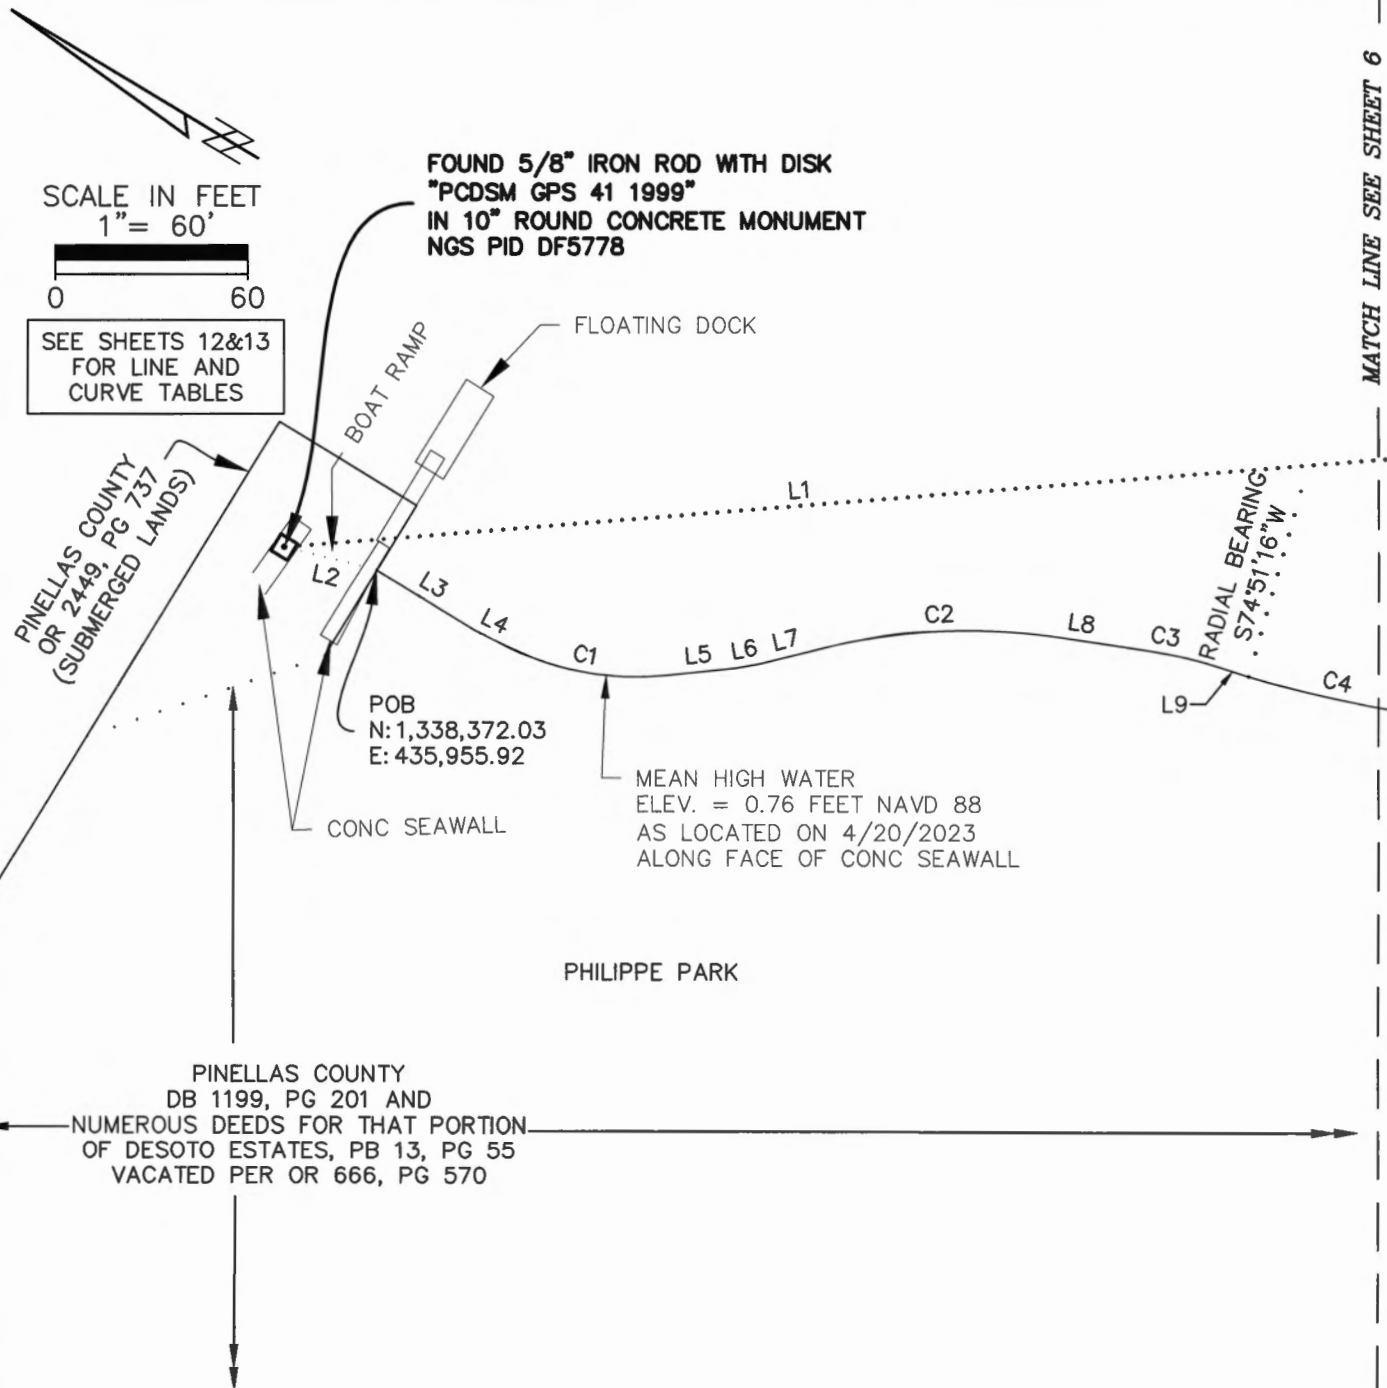 N
SCALE IN FEET
1"= 60'
0 60
SEE SHEETS 12&13
FOR LINE AND
CURVE TABLES
FOUND 5/8" IRON ROD WITH DISK
"PCDSM GPS 41 1999"
IN 10" ROUND CONCRETE MONUMENT
NGS PID DF5778
MATCH LINE SEE SHEET 6
FLOATING DOCK
BOAT RAMP
PINELLAS COUNTY
OR 2449, PG 737
(SUBMERGED LANDS)
L1
L2
L3
L4
C1
L5
L6
L7
C2
L8
C3
RADIAL BEARING
S74°51'16"W
L9
C4
POB
N: 1,338,372.03
E: 435,955.92
CONC SEAWALL
MEAN HIGH WATER
ELEV. = 0.76 FEET NAVD 88
AS LOCATED ON 4/20/2023
ALONG FACE OF CONC SEAWALL
PHILIPPE PARK
PINELLAS COUNTY
DB 1199, PG 201 AND
NUMEROUS DEEDS FOR THAT PORTION
OF DESOTO ESTATES, PB 13, PG 55
VACATED PER OR 666, PG 570